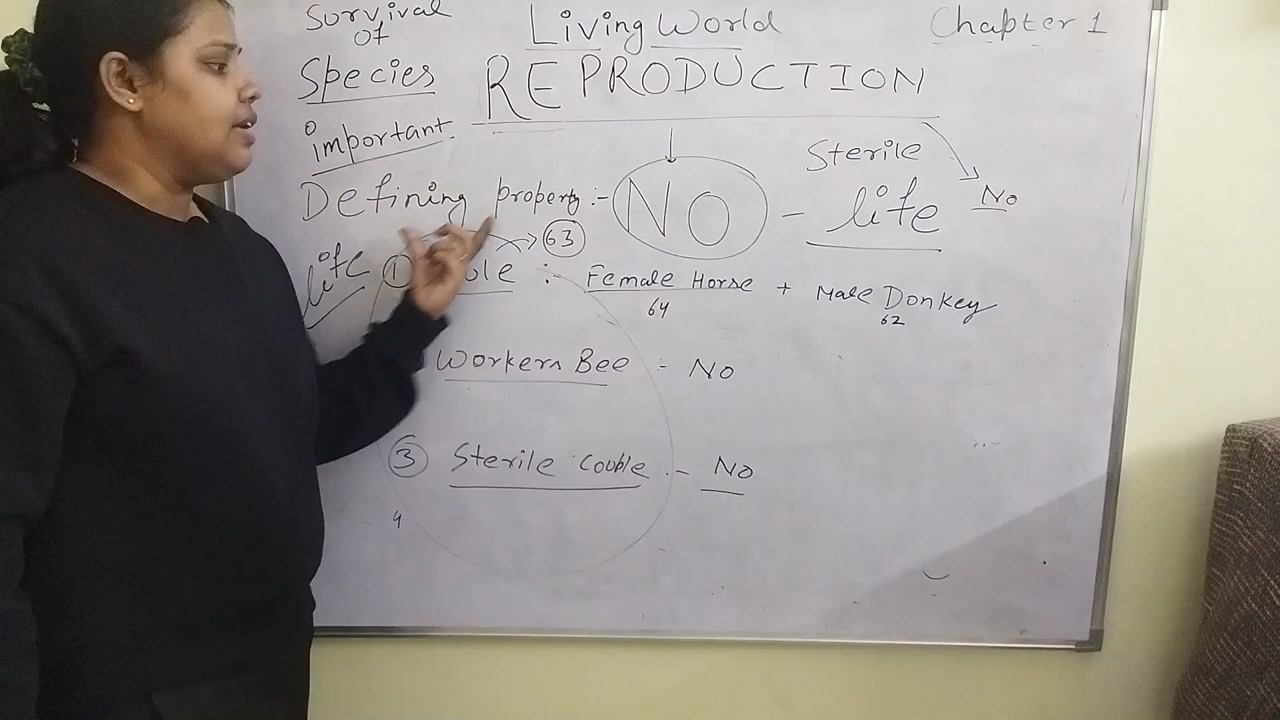 Survival
Of
Species
important.
Living World
Chapter 1
REPRODUCTION
Sterile
Defining property :- NO - life
No
life
63
①
:- Female Horse + Male Donkey
64
62
Workers Bee :- No
③ Sterile Couple :- No
4